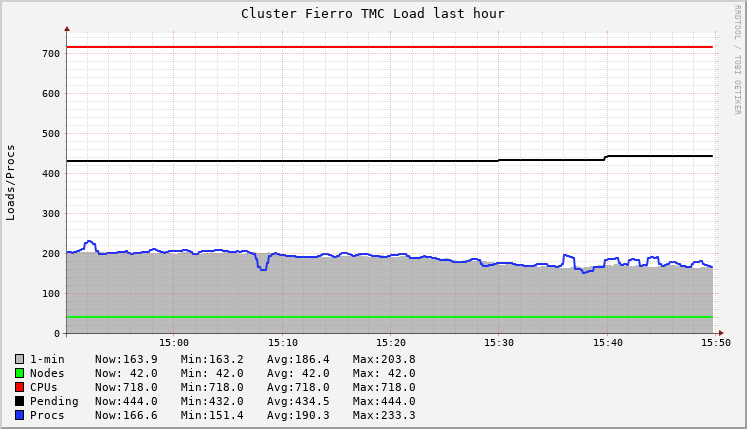 Cluster Fierro TMC Load last hour
RRDTOOL / TOBI OETIKER
Loads/Procs
700
600
500
400
300
200
100
0
15:00 15:10 15:20 15:30 15:40 15:50
1-min Now:163.9 Min:163.2 Avg:186.4 Max:203.8
Nodes Now: 42.0 Min: 42.0 Avg: 42.0 Max: 42.0
CPUs Now:718.0 Min:718.0 Avg:718.0 Max:718.0
Pending Now:444.0 Min:432.0 Avg:434.5 Max:444.0
Procs Now:166.6 Min:151.4 Avg:190.3 Max:233.3